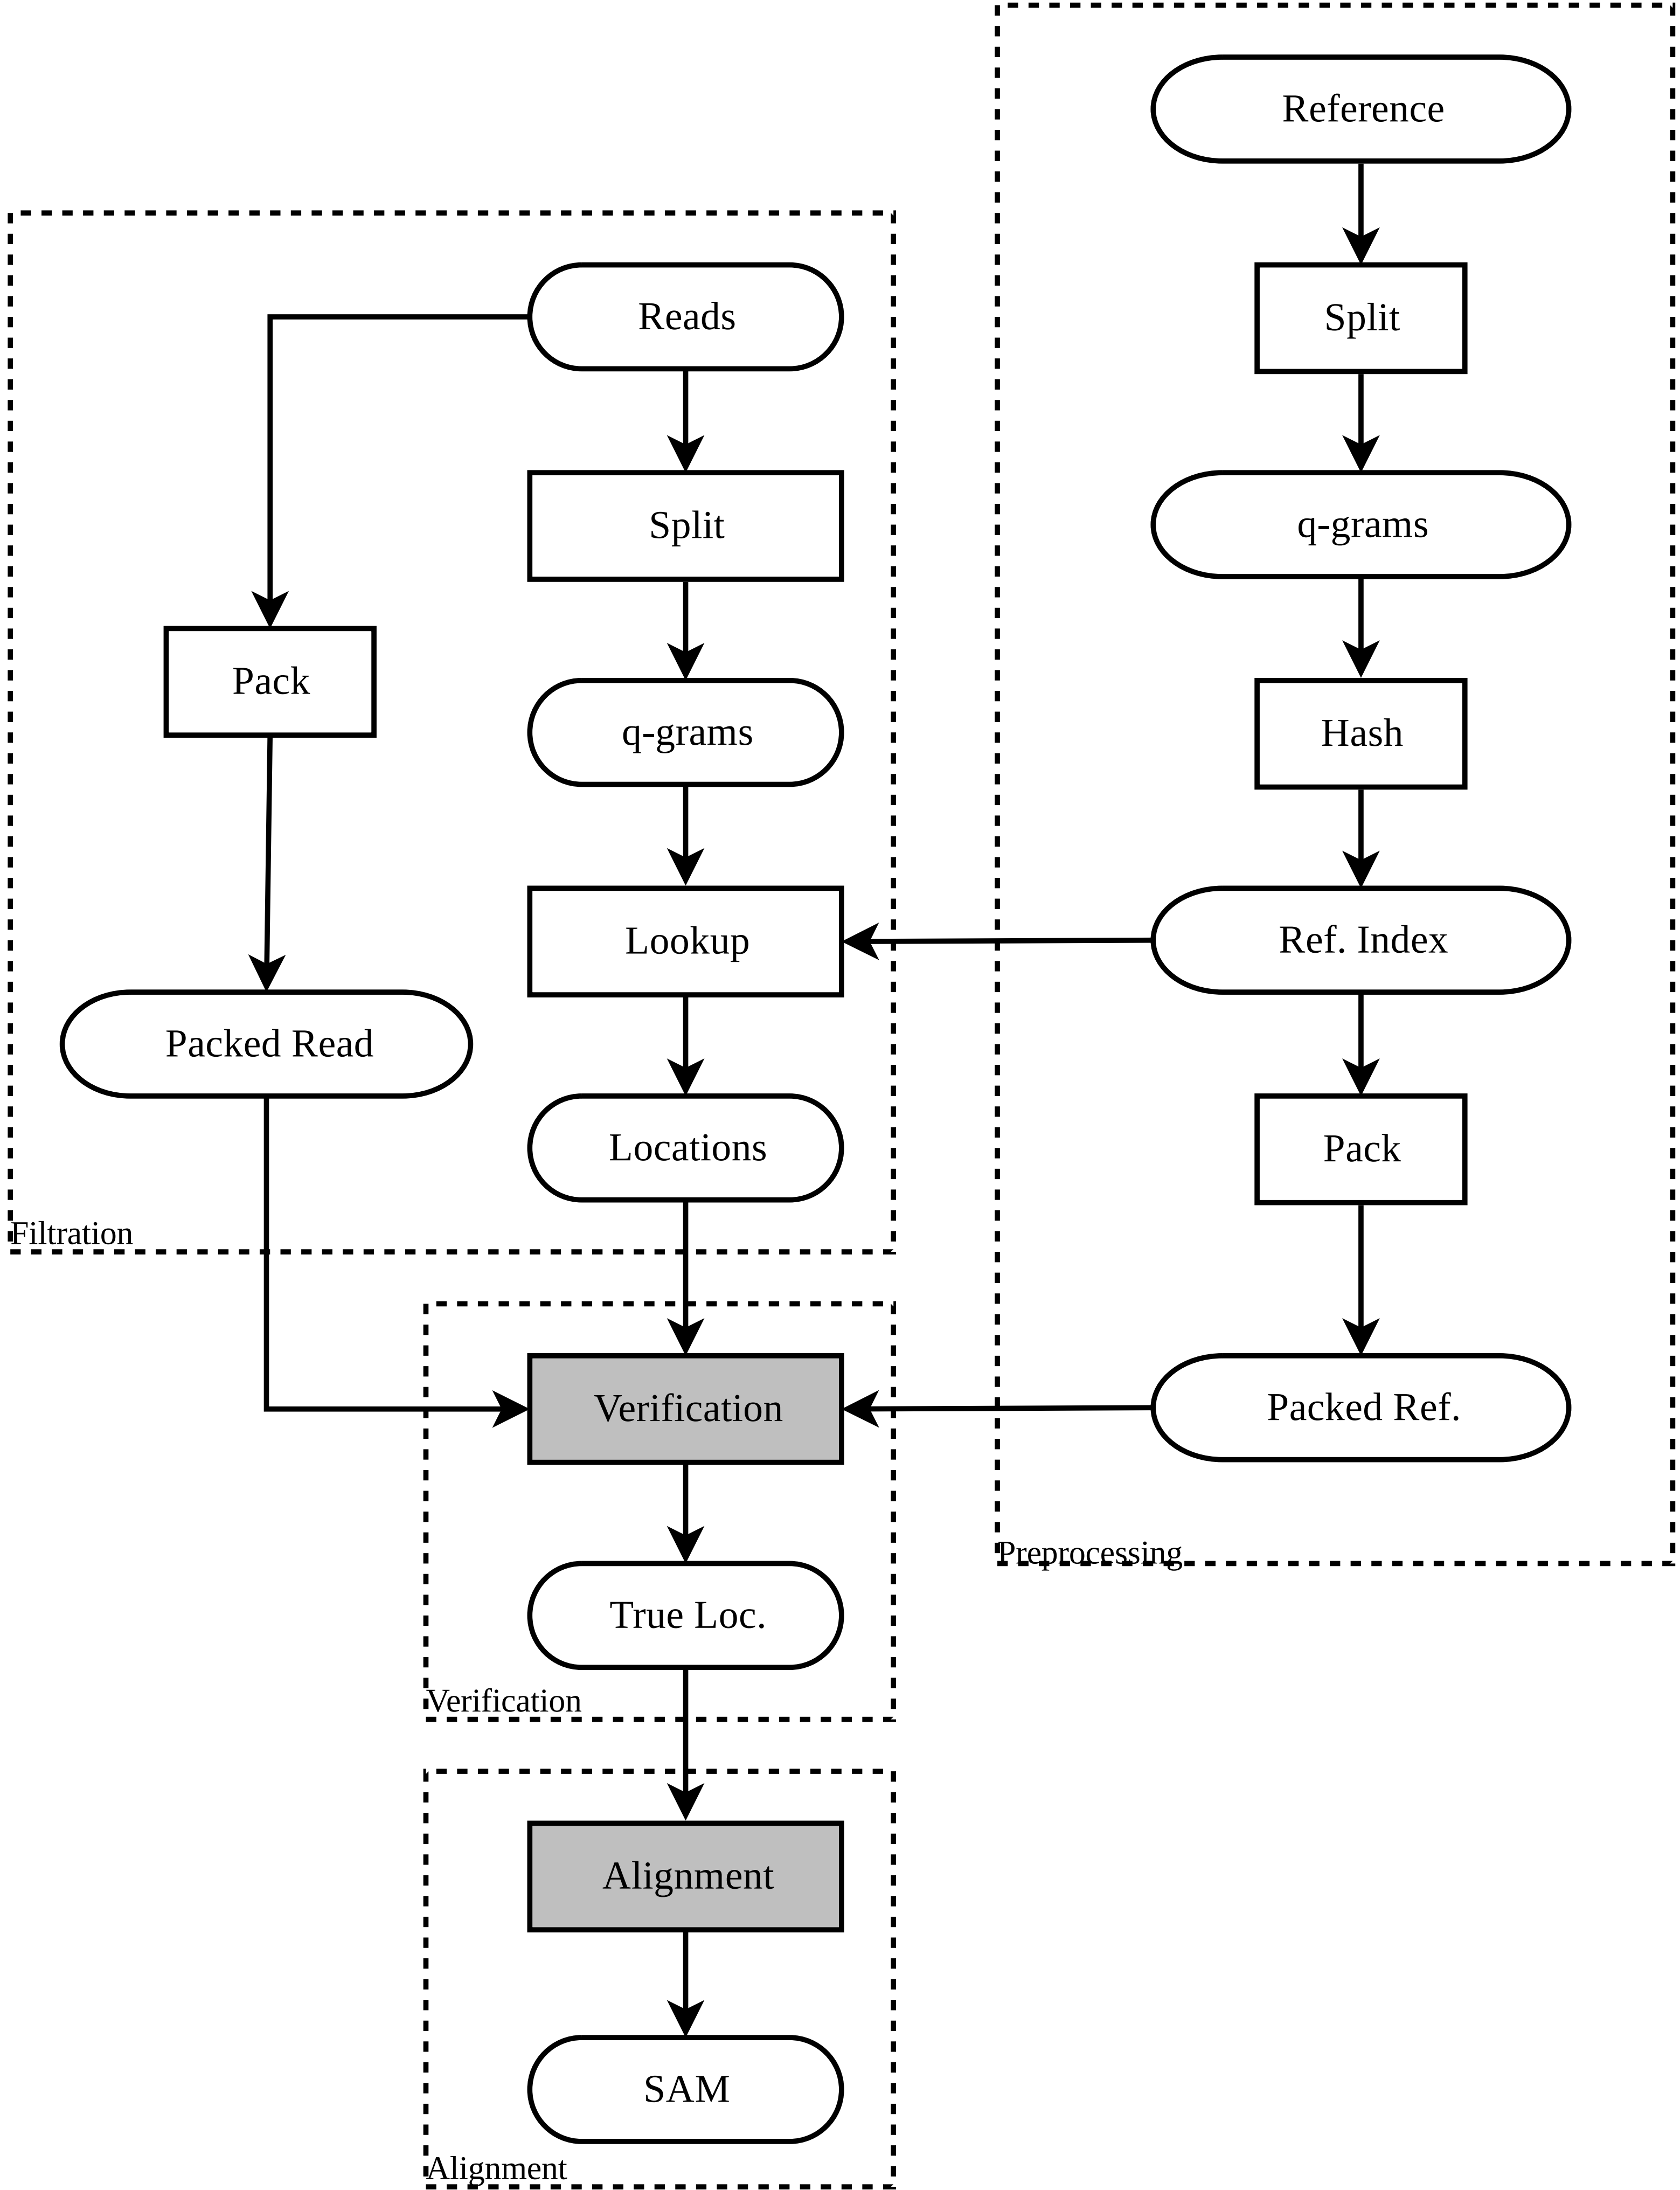 Reference
Reads
Split
Split
q-grams
Pack
q-grams
Hash
Lookup
Ref. Index
Packed Read
Locations
Pack
Filtration
Verification
Packed Ref.
Preprocessing
True Loc.
Verification
Alignment
SAM
Alignment